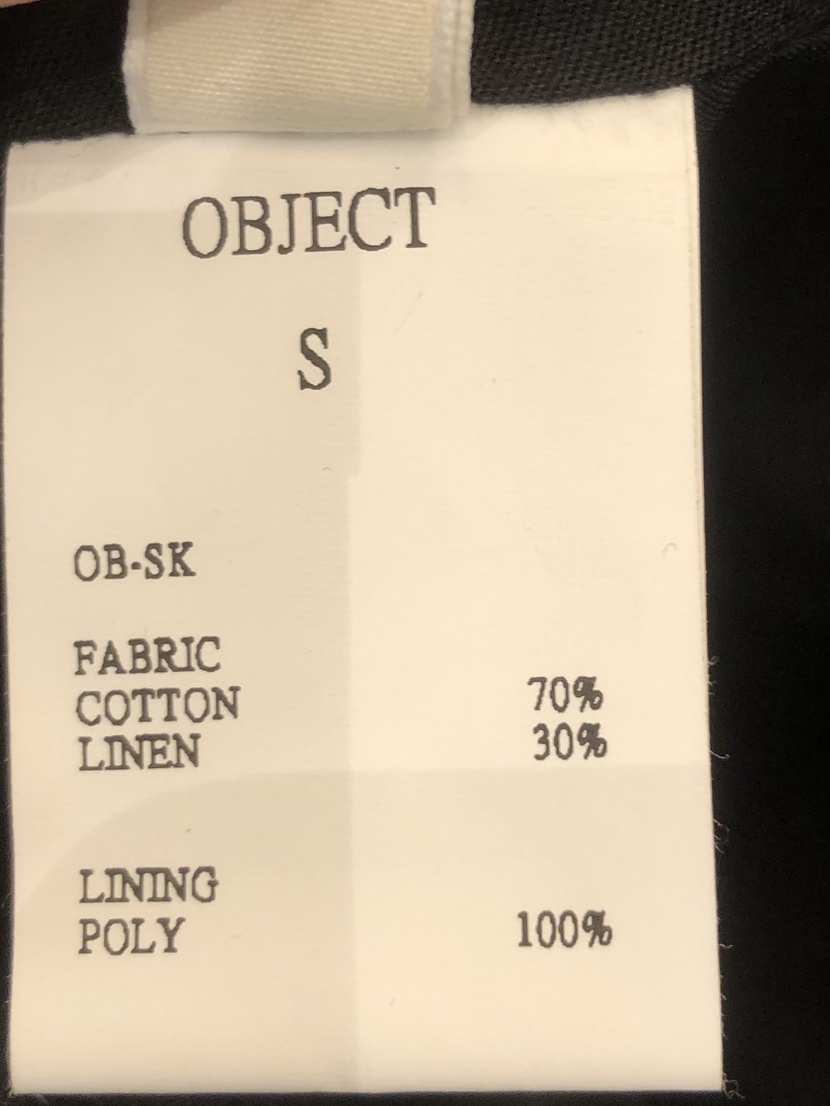 OBJECT
S
OB-SK
FABRIC
COTTON 70%
LINEN 30%
LINING
POLY 100%